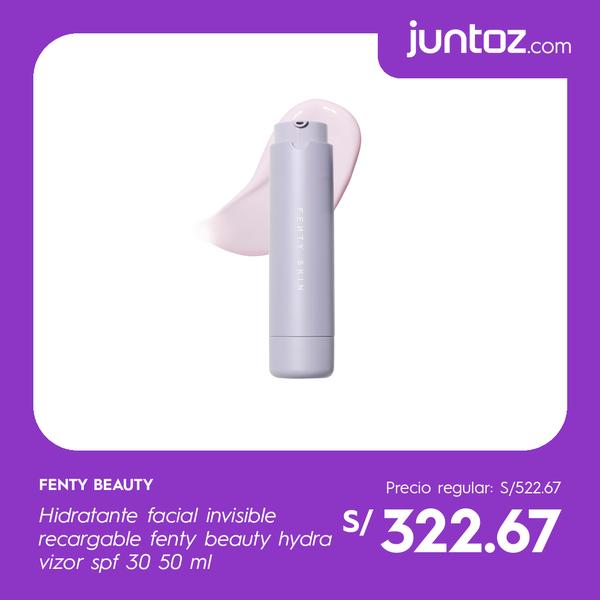 juntoz.com
FENTY SKIN
FENTY BEAUTY
Hidratante facial invisible
recargable fenty beauty hydra
vizor spf 30 50 ml
Precio regular: S/522.67
S/ 322.67